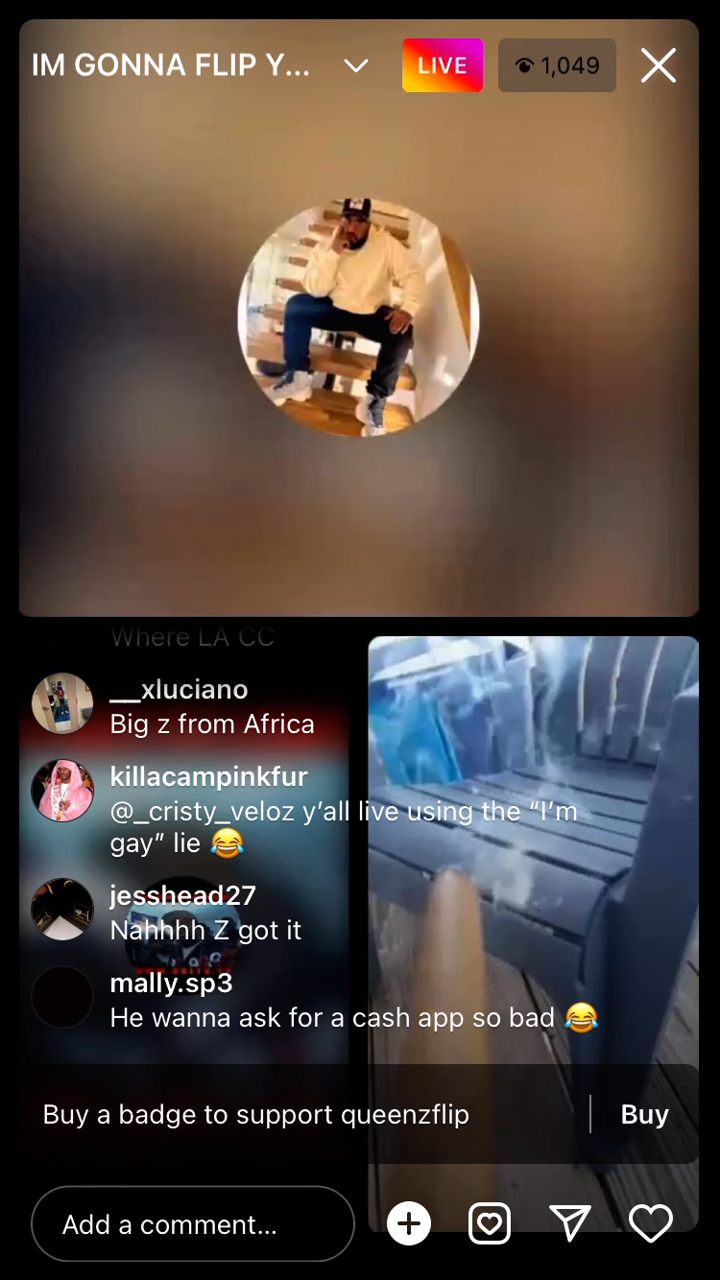 IM GONNA FLIP Y...
LIVE
1,049
Where LA CC
__xluciano
Big z from Africa
killacampinkfur
@_cristy_veloz y’all live using the “I’m
gay” lie 😂
jesshead27
Nahhhh Z got it
mally.sp3
He wanna ask for a cash app so bad 😂
Buy a badge to support queenzflip
Buy
Add a comment...